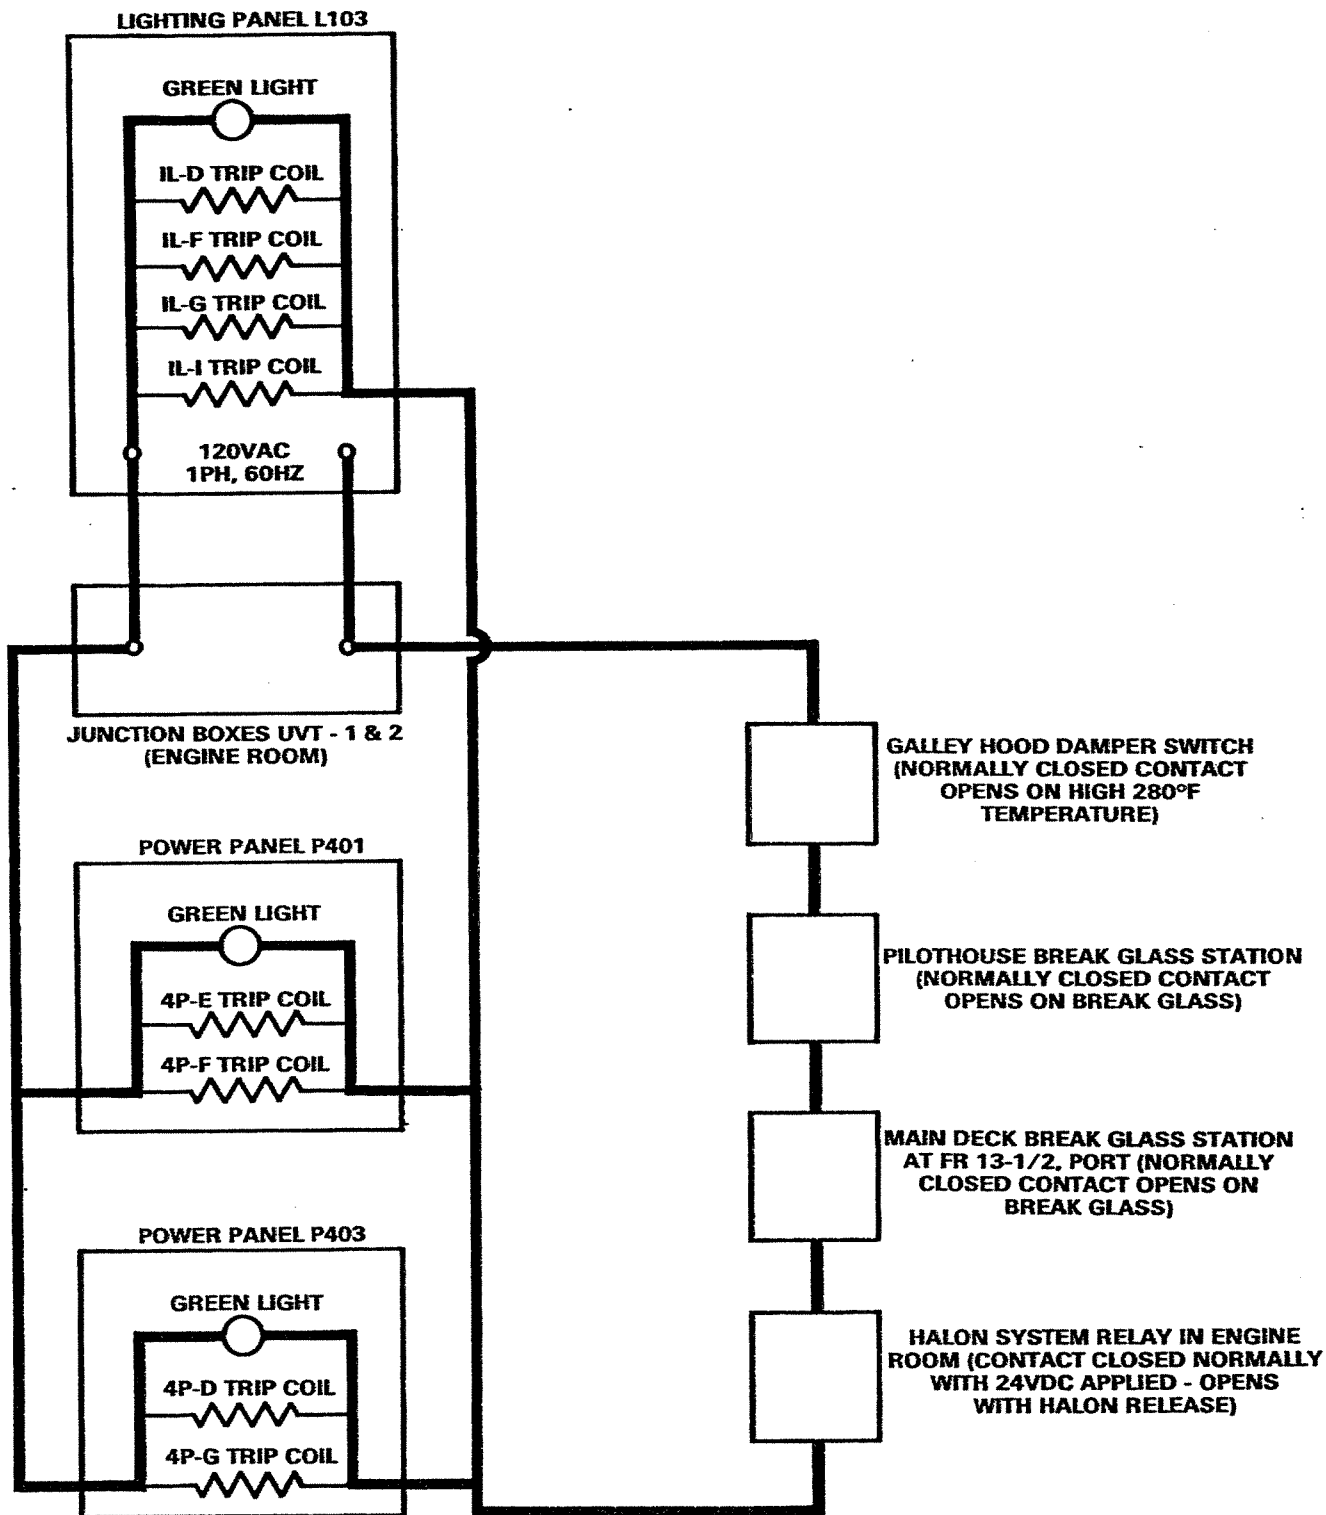 LIGHTING PANEL L103
GREEN LIGHT
IL-D TRIP COIL
IL-F TRIP COIL
IL-G TRIP COIL
IL-I TRIP COIL
120VAC
1PH, 60HZ
JUNCTION BOXES UVT - 1 & 2
(ENGINE ROOM)
GALLEY HOOD DAMPER SWITCH
(NORMALLY CLOSED CONTACT
OPENS ON HIGH 280°F
TEMPERATURE)
POWER PANEL P401
GREEN LIGHT
4P-E TRIP COIL
4P-F TRIP COIL
PILOTHOUSE BREAK GLASS STATION
(NORMALLY CLOSED CONTACT
OPENS ON BREAK GLASS)
MAIN DECK BREAK GLASS STATION
AT FR 13-1/2, PORT (NORMALLY
CLOSED CONTACT OPENS ON
BREAK GLASS)
POWER PANEL P403
GREEN LIGHT
4P-D TRIP COIL
4P-G TRIP COIL
HALON SYSTEM RELAY IN ENGINE
ROOM (CONTACT CLOSED NORMALLY
WITH 24VDC APPLIED - OPENS
WITH HALON RELEASE)